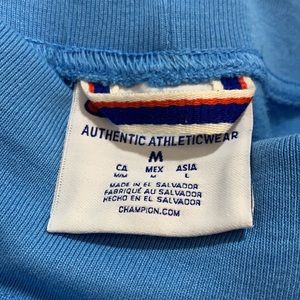 AUTHENTIC ATHLETICWEAR
M
CA MEX ASIA
M/M M L
MADE IN EL SALVADOR
FABRIQUÉ AU SALVADOR
HECHO EN EL SALVADOR
CHAMPION.COM